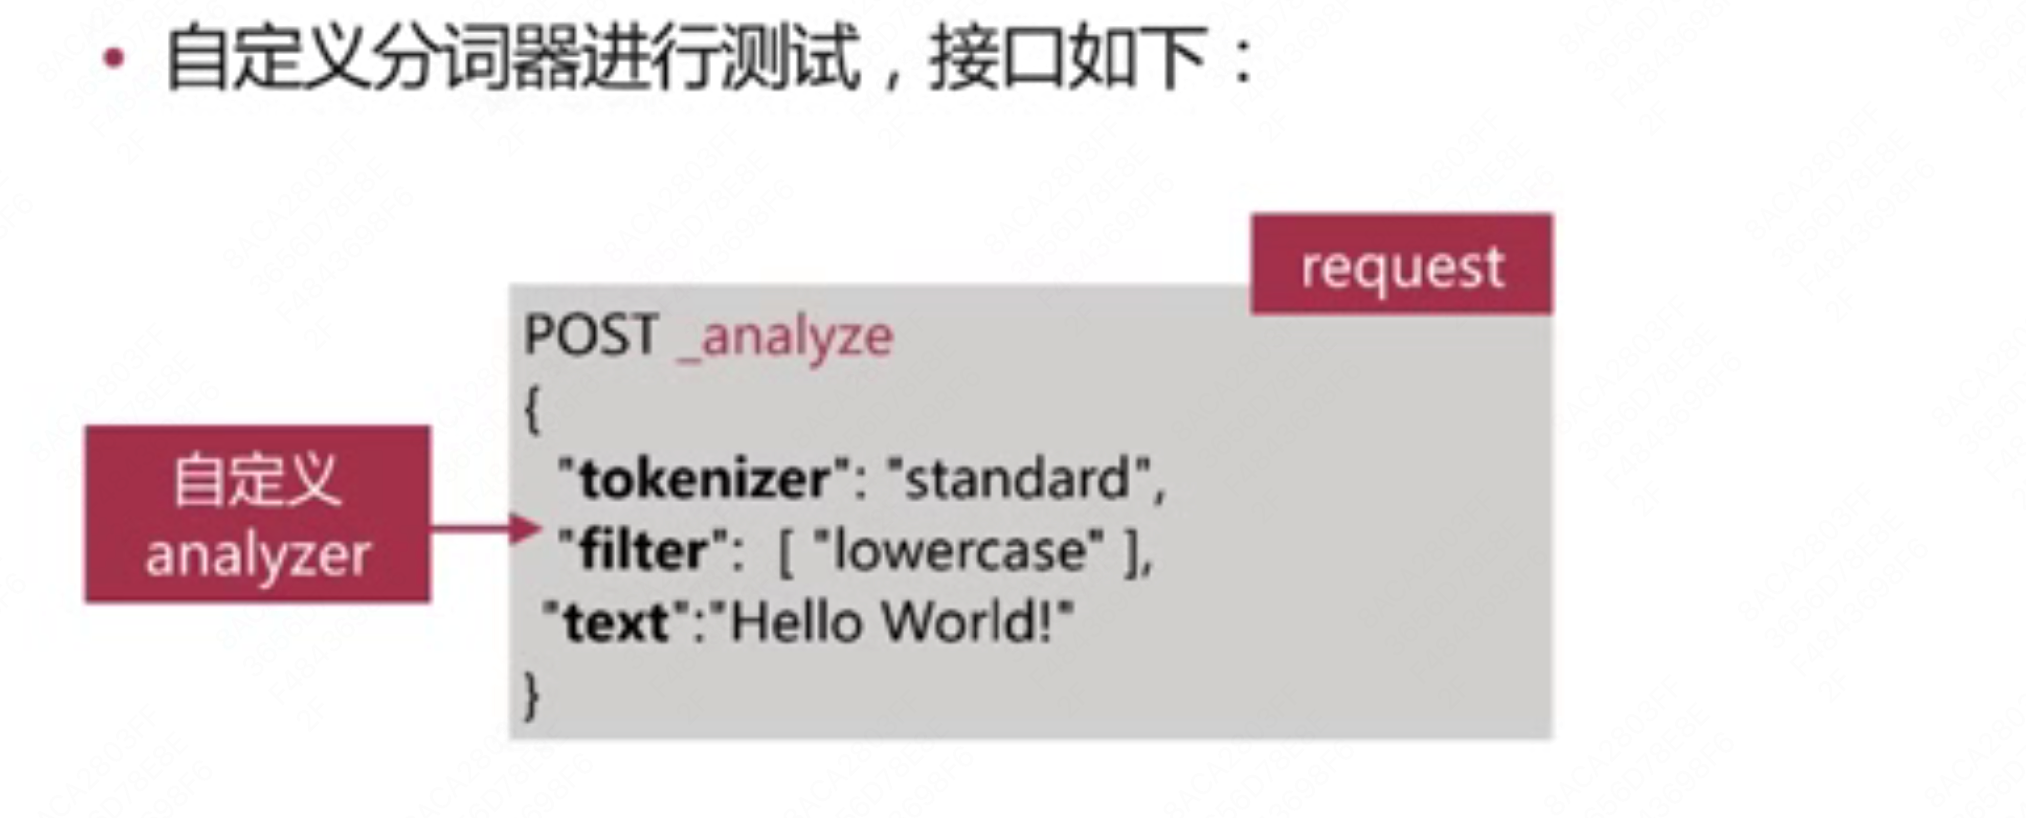 • 自定义分词器进行测试，接口如下：
request
POST _analyze
{
自定义
analyzer
"tokenizer": "standard",
"filter": [ "lowercase" ],
"text":"Hello World!"
}